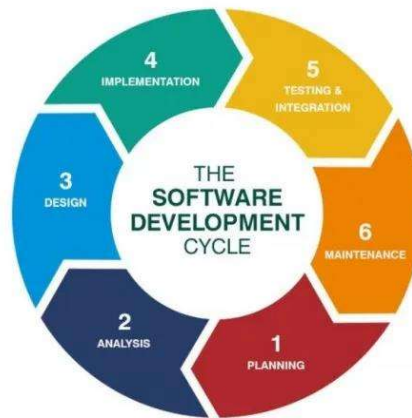 THE
SOFTWARE
DEVELOPMENT
CYCLE
1
PLANNING
2
ANALYSIS
3
DESIGN
4
IMPLEMENTATION
5
TESTING &
INTEGRATION
6
MAINTENANCE